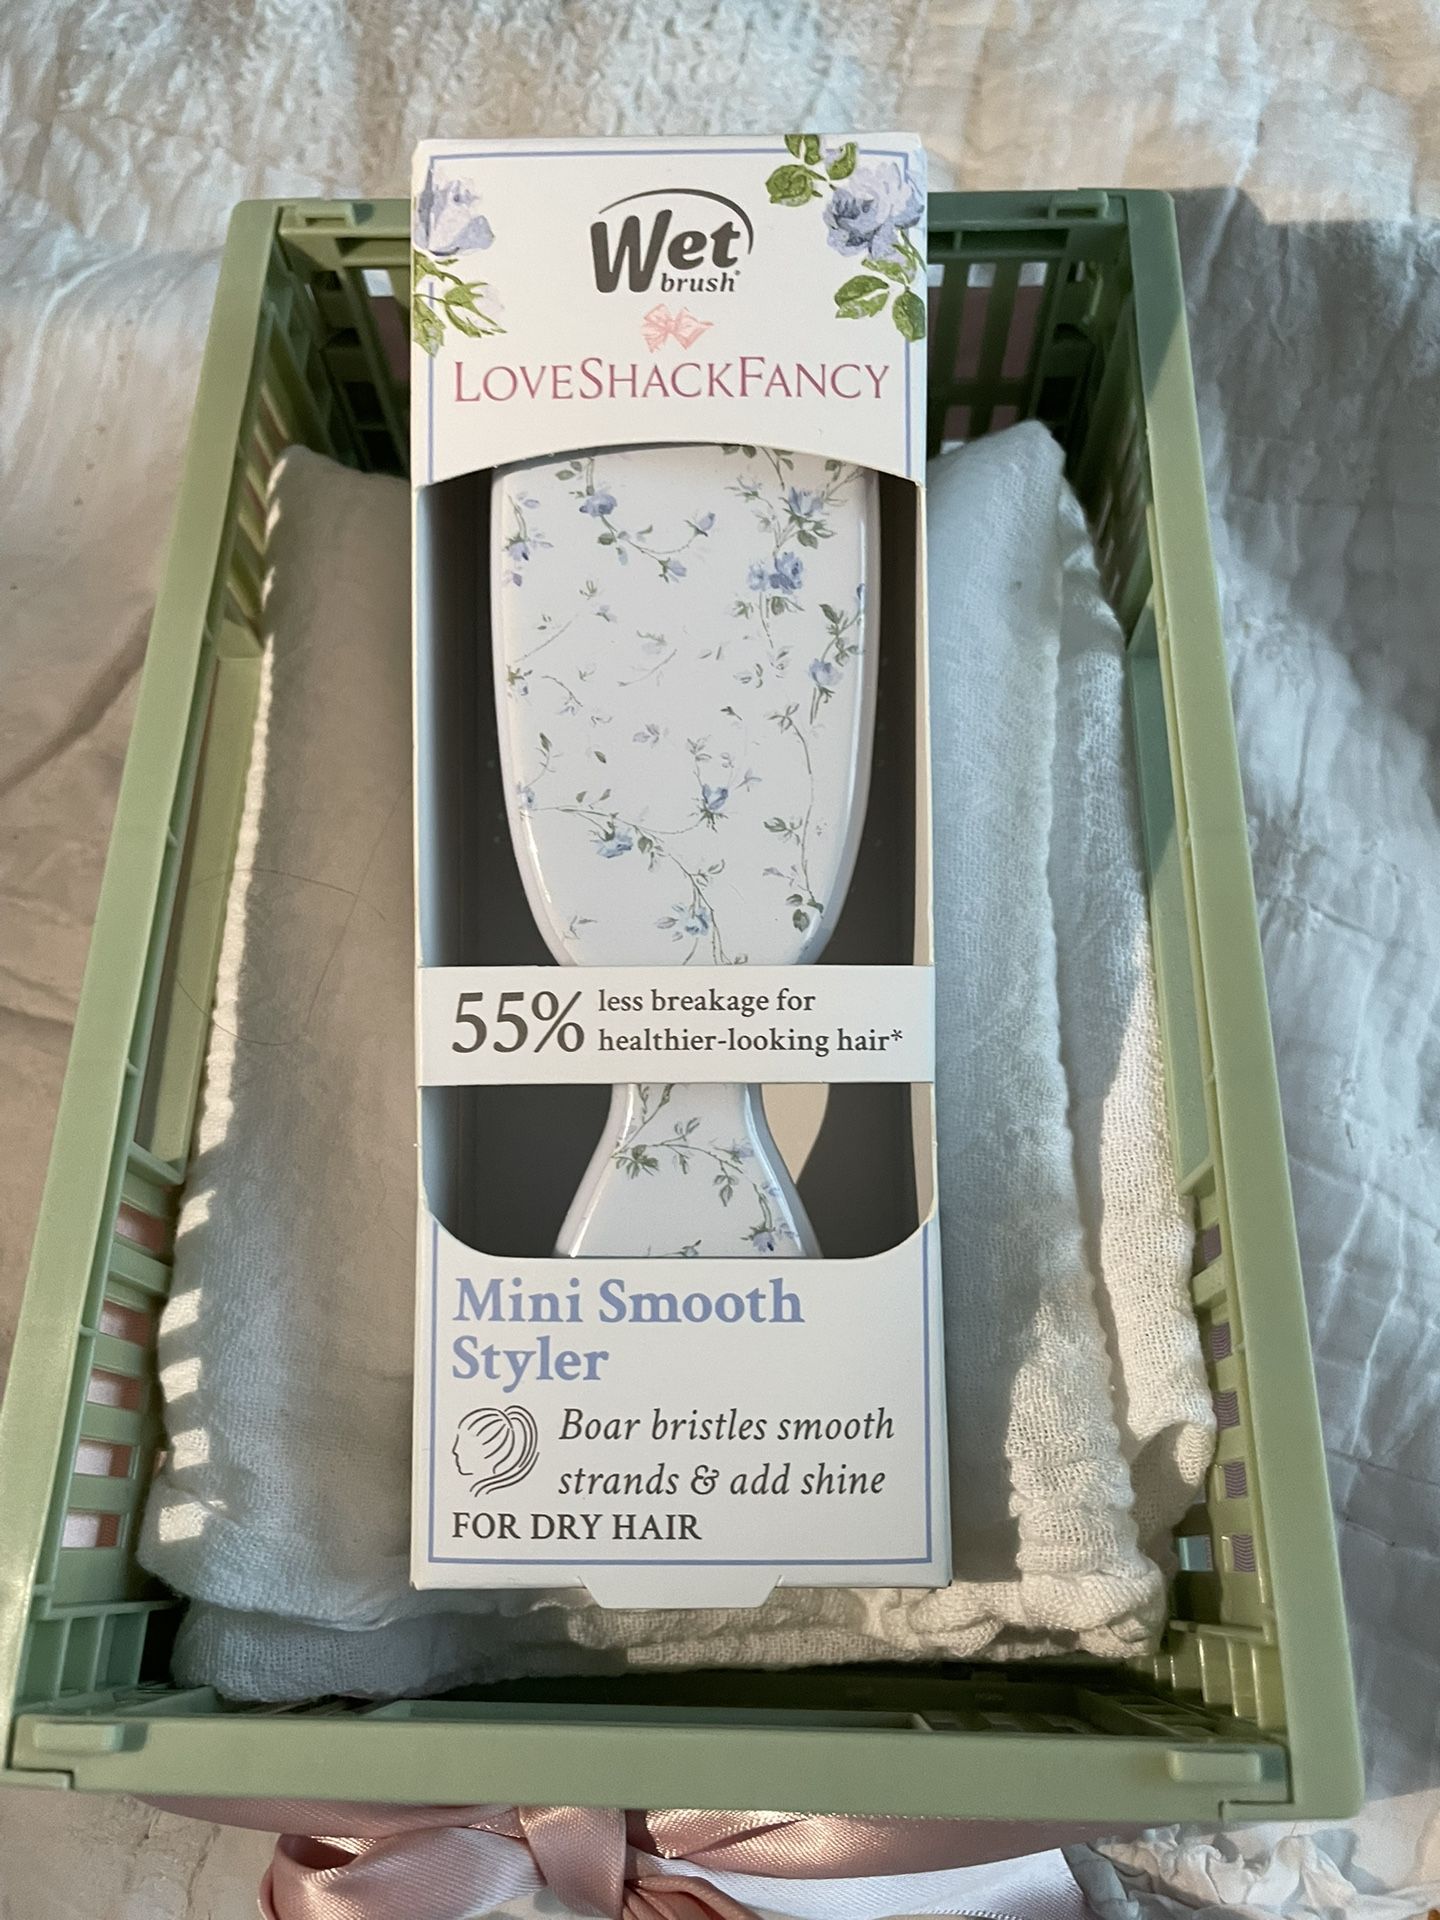 Wet
brush®
LOVESHACKFANCY
55% less breakage for
healthier-looking hair*
Mini Smooth
Styler
Boar bristles smooth
strands & add shine
FOR DRY HAIR